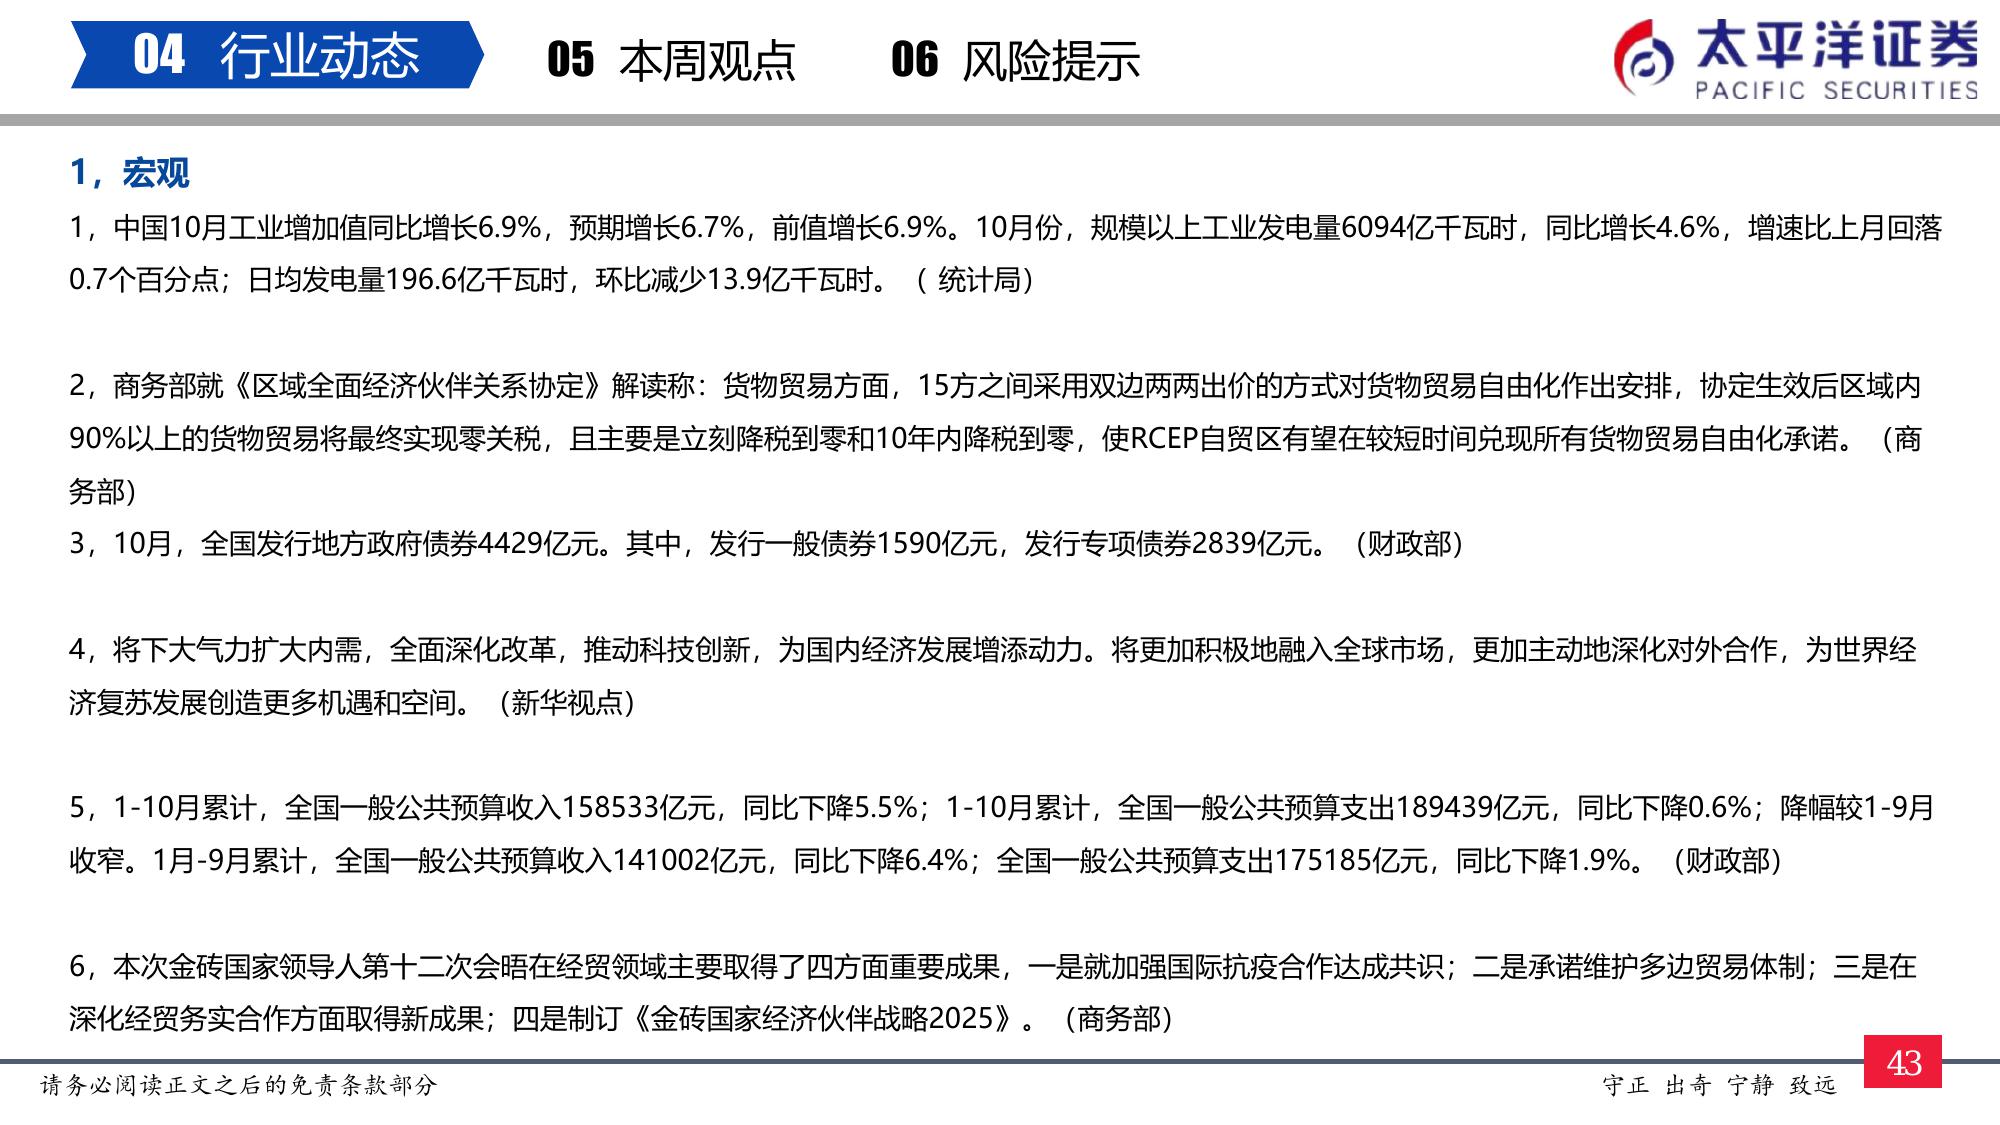 04 行业动态 05 本周观点 06 风险提示
太平洋证券
PACIFIC SECURITIES
1，宏观
1，中国10月工业增加值同比增长6.9%，预期增长6.7%，前值增长6.9%。10月份，规模以上工业发电量6094亿千瓦时，同比增长4.6%，增速比上月回落
0.7个百分点；日均发电量196.6亿千瓦时，环比减少13.9亿千瓦时。（ 统计局）
2，商务部就《区域全面经济伙伴关系协定》解读称：货物贸易方面，15方之间采用双边两两出价的方式对货物贸易自由化作出安排，协定生效后区域内
90%以上的货物贸易将最终实现零关税，且主要是立刻降税到零和10年内降税到零，使RCEP自贸区有望在较短时间兑现所有货物贸易自由化承诺。（商
务部）
3，10月，全国发行地方政府债券4429亿元。其中，发行一般债券1590亿元，发行专项债券2839亿元。（财政部）
4，将下大气力扩大内需，全面深化改革，推动科技创新，为国内经济发展增添动力。将更加积极地融入全球市场，更加主动地深化对外合作，为世界经
济复苏发展创造更多机遇和空间。（新华视点）
5，1-10月累计，全国一般公共预算收入158533亿元，同比下降5.5%；1-10月累计，全国一般公共预算支出189439亿元，同比下降0.6%；降幅较1-9月
收窄。1月-9月累计，全国一般公共预算收入141002亿元，同比下降6.4%；全国一般公共预算支出175185亿元，同比下降1.9%。（财政部）
6，本次金砖国家领导人第十二次会晤在经贸领域主要取得了四方面重要成果，一是就加强国际抗疫合作达成共识；二是承诺维护多边贸易体制；三是在
深化经贸务实合作方面取得新成果；四是制订《金砖国家经济伙伴战略2025》。（商务部）
请务必阅读正文之后的免责条款部分
守正 出奇 宁静 致远
43